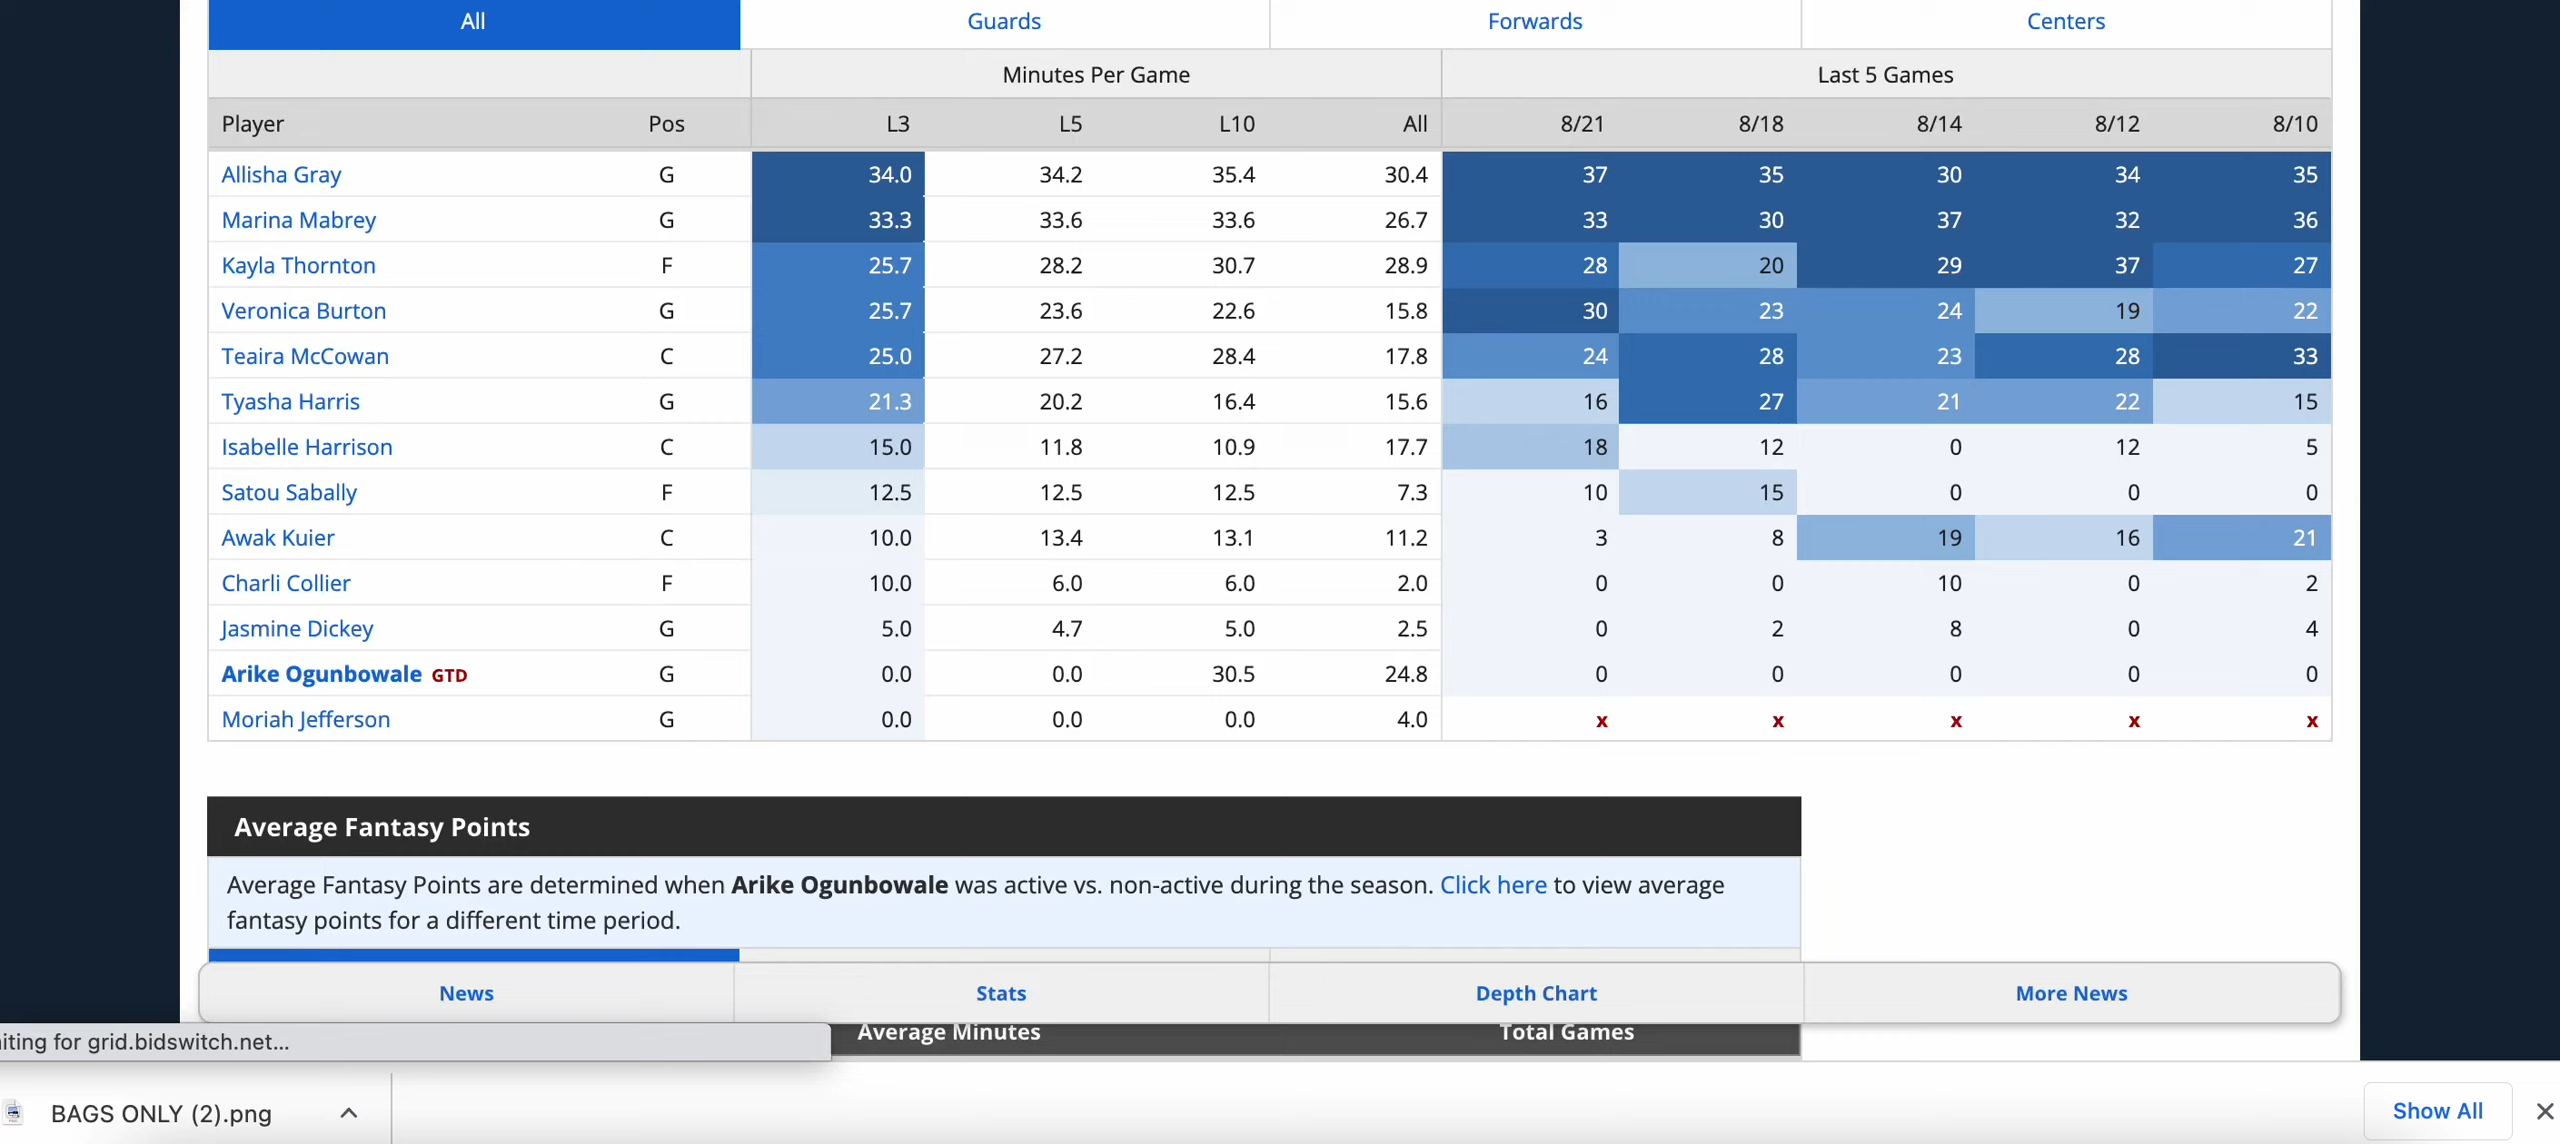 All Guards Forwards Centers
Minutes Per Game Last 5 Games
Player Pos L3 L5 L10 All 8/21 8/18 8/14 8/12 8/10
Allisha Gray G 34.0 34.2 35.4 30.4 37 35 30 34 35
Marina Mabrey G 33.3 33.6 33.6 26.7 33 30 37 32 36
Kayla Thornton F 25.7 28.2 30.7 28.9 28 20 29 37 27
Veronica Burton G 25.7 23.6 22.6 15.8 30 23 24 19 22
Teaira McCowan C 25.0 27.2 28.4 17.8 24 28 23 28 33
Tyasha Harris G 21.3 20.2 16.4 15.6 16 27 21 22 15
Isabelle Harrison C 15.0 11.8 10.9 17.7 18 12 0 12 5
Satou Sabally F 12.5 12.5 12.5 7.3 10 15 0 0 0
Awak Kuier C 10.0 13.4 13.1 11.2 3 8 19 16 21
Charli Collier F 10.0 6.0 6.0 2.0 0 0 10 0 2
Jasmine Dickey G 5.0 4.7 5.0 2.5 0 2 8 0 4
Arike Ogunbowale GTD G 0.0 0.0 30.5 24.8 0 0 0 0 0
Moriah Jefferson G 0.0 0.0 0.0 4.0 x x x x x
Average Fantasy Points
Average Fantasy Points are determined when Arike Ogunbowale was active vs. non-active during the season. Click here to view average
fantasy points for a different time period.
News Stats Depth Chart More News
Average Minutes Total Games
iting for grid.bidswitch.net...
BAGS ONLY (2).png Show All